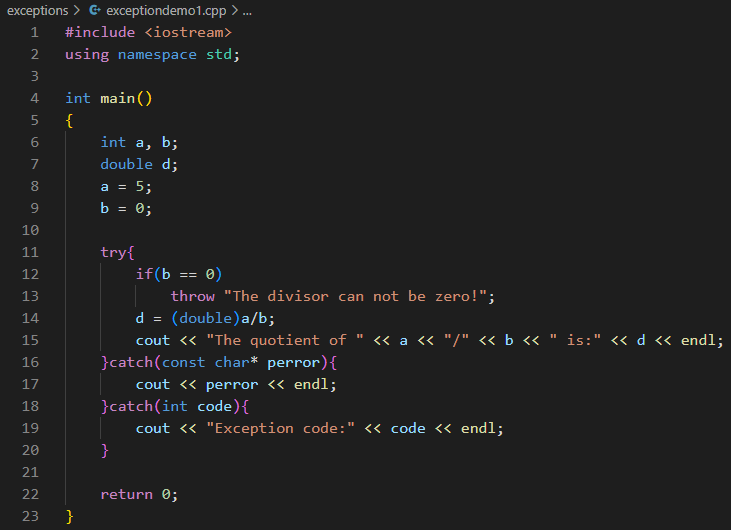 exceptions > exceptiondemo1.cpp > ...
1 #include <iostream>
2 using namespace std;
3
4 int main()
5 {
6     int a, b;
7     double d;
8     a = 5;
9     b = 0;
10
11     try{
12         if(b == 0)
13             throw "The divisor can not be zero!";
14         d = (double)a/b;
15         cout << "The quotient of " << a << "/" << b << " is:" << d << endl;
16     }catch(const char* perror){
17         cout << perror << endl;
18     }catch(int code){
19         cout << "Exception code:" << code << endl;
20     }
21
22     return 0;
23 }